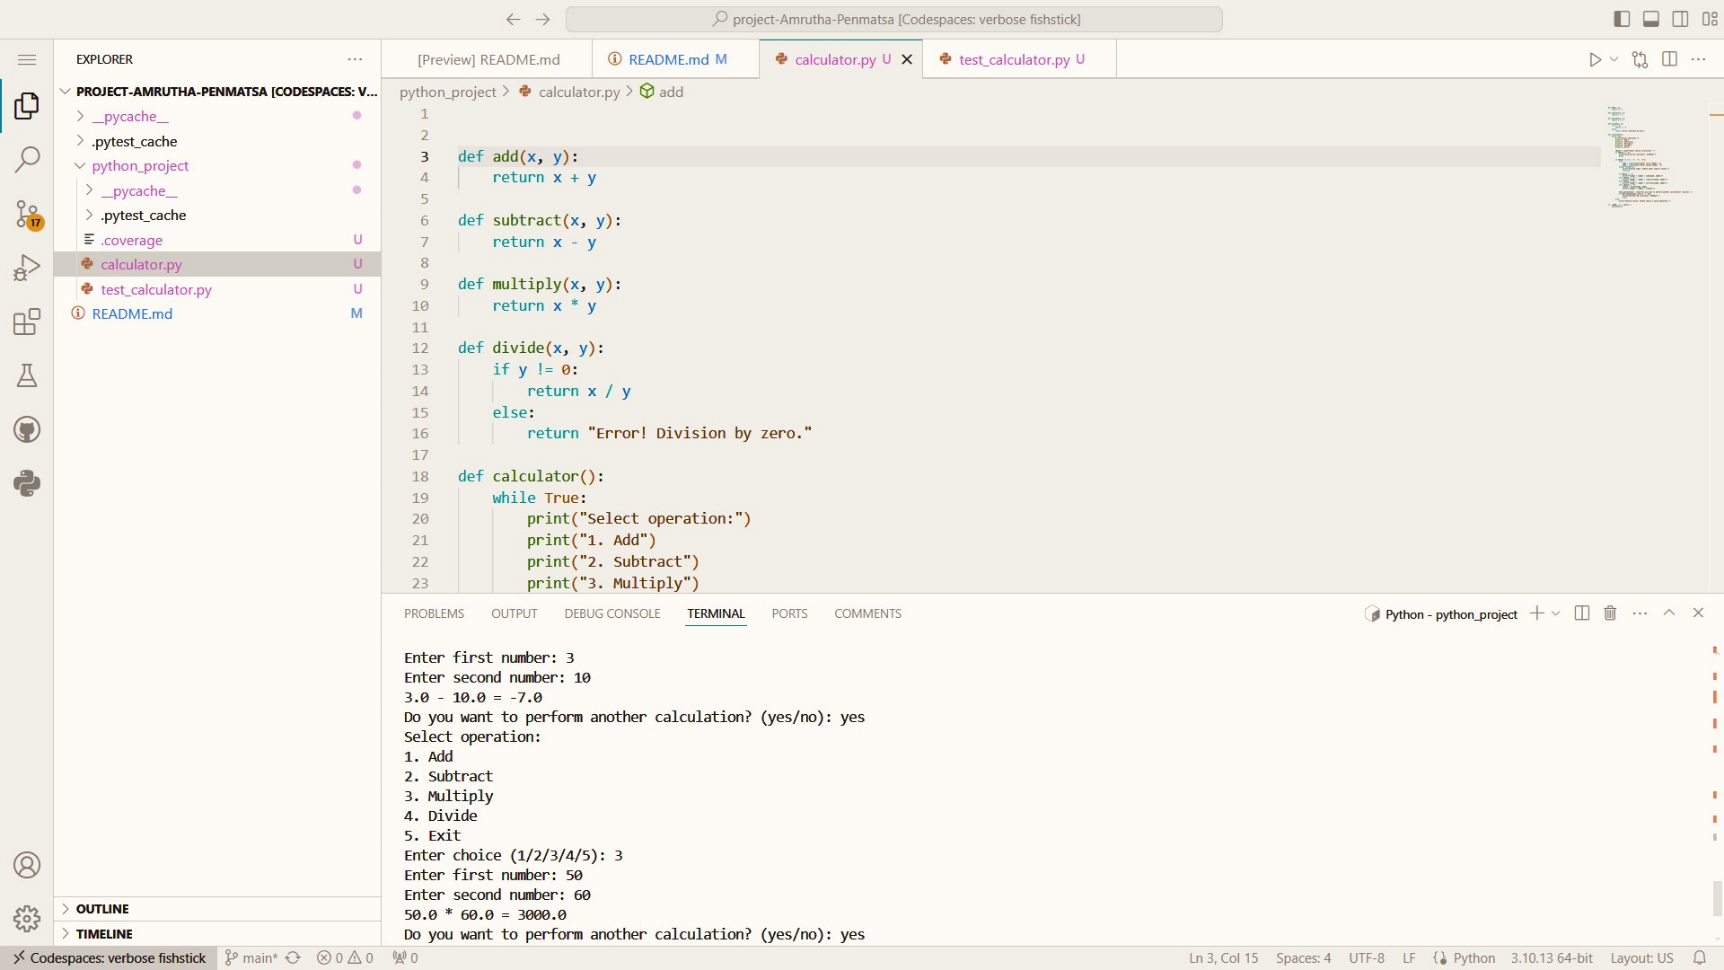 project-Amrutha-Penmatsa [Codespaces: verbose fishstick]
EXPLORER
PROJECT-AMRUTHA-PENMATSA [CODESPACES: V...
__pycache__
.pytest_cache
python_project
__pycache__
.pytest_cache
.coverage U
calculator.py U
test_calculator.py U
README.md M
17
OUTLINE
TIMELINE
[Preview] README.md
README.md M
calculator.py U
test_calculator.py U
python_project > calculator.py > add
1
2
3 def add(x, y):
4 return x + y
5
6 def subtract(x, y):
7 return x - y
8
9 def multiply(x, y):
10 return x * y
11
12 def divide(x, y):
13 if y != 0:
14 return x / y
15 else:
16 return "Error! Division by zero."
17
18 def calculator():
19 while True:
20 print("Select operation:")
21 print("1. Add")
22 print("2. Subtract")
23 print("3. Multiply")
PROBLEMS OUTPUT DEBUG CONSOLE TERMINAL PORTS COMMENTS
Python - python_project
Enter first number: 3
Enter second number: 10
3.0 - 10.0 = -7.0
Do you want to perform another calculation? (yes/no): yes
Select operation:
1. Add
2. Subtract
3. Multiply
4. Divide
5. Exit
Enter choice (1/2/3/4/5): 3
Enter first number: 50
Enter second number: 60
50.0 * 60.0 = 3000.0
Do you want to perform another calculation? (yes/no): yes
Codespaces: verbose fishstick main* 0 0 0 Ln 3, Col 15 Spaces: 4 UTF-8 LF Python 3.10.13 64-bit Layout: US